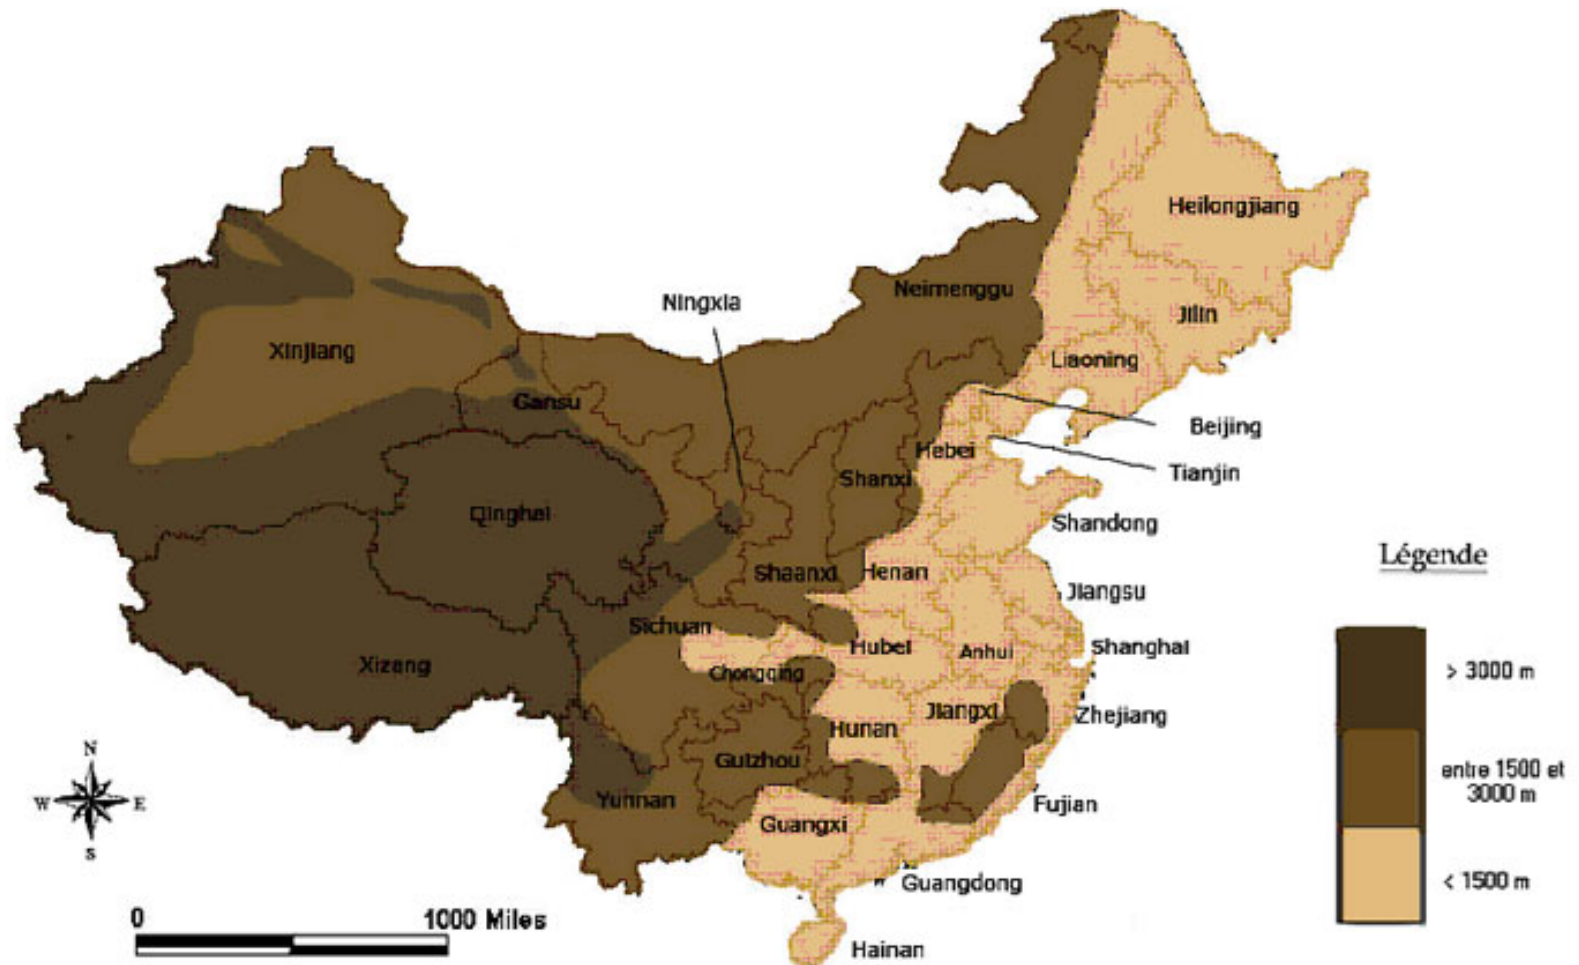 Heilongjiang
Neimenggu
Ningxia
Jilin
Xinjiang
Liaoning
Gansu
Beijing
Hebei
Tianjin
Shanxi
Qinghai
Shandong
Légende
Shaanxi
Henan
Jiangsu
Sichuan
Hubei
Anhui
Shanghai
Xizang
Chongqing
> 3000 m
Jiangxi
Zhejiang
Hunan
N
Guizhou
entre 1500 et
3000 m
W
E
Yunnan
Fujian
Guangxi
S
< 1500 m
Guangdong
0
1000 Miles
Hainan